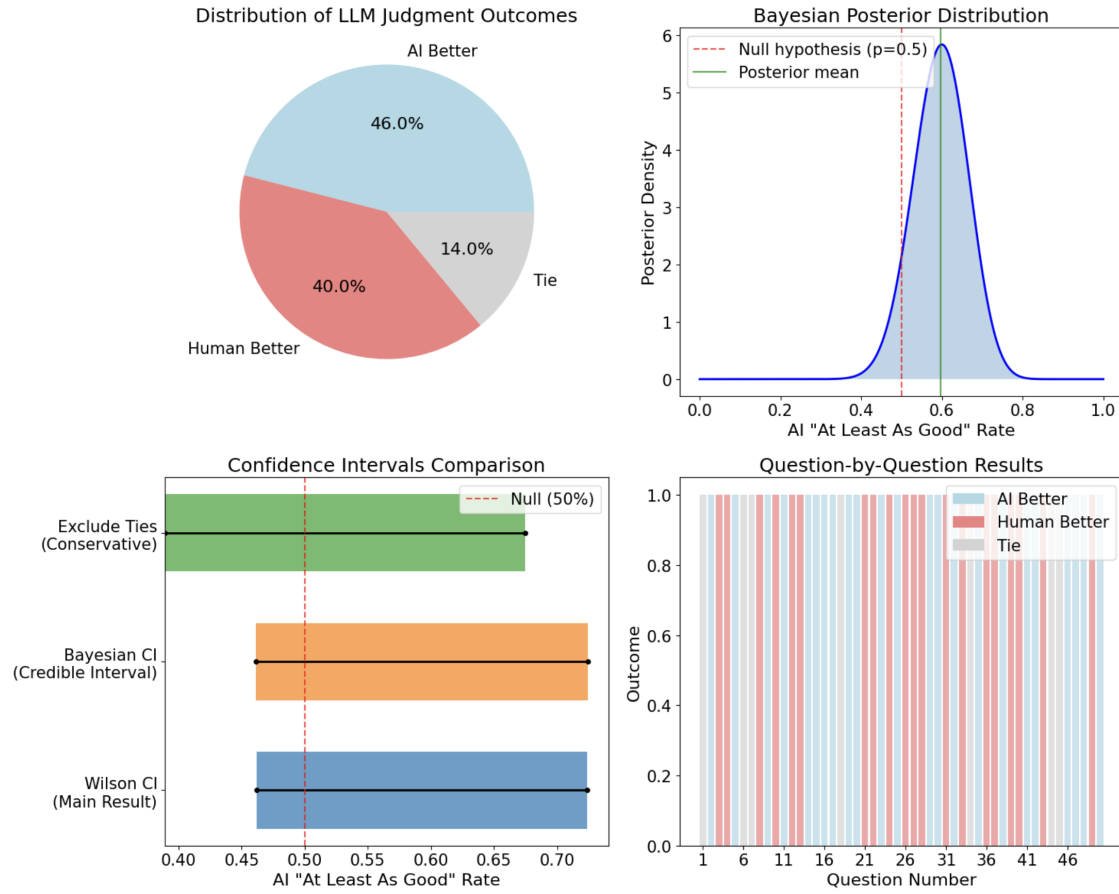 Distribution of LLM Judgment Outcomes
AI Better
46.0%
40.0%
14.0%
Tie
Human Better
Bayesian Posterior Distribution
Null hypothesis (p=0.5)
Posterior mean
6
5
4
3
2
1
0
Posterior Density
0.0 0.2 0.4 0.6 0.8 1.0
AI "At Least As Good" Rate
Confidence Intervals Comparison
Null (50%)
Exclude Ties
(Conservative)
Bayesian CI
(Credible Interval)
Wilson CI
(Main Result)
0.40 0.45 0.50 0.55 0.60 0.65 0.70
AI "At Least As Good" Rate
Question-by-Question Results
AI Better
Human Better
Tie
1.0
0.8
0.6
0.4
0.2
0.0
Outcome
1 6 11 16 21 26 31 36 41 46
Question Number